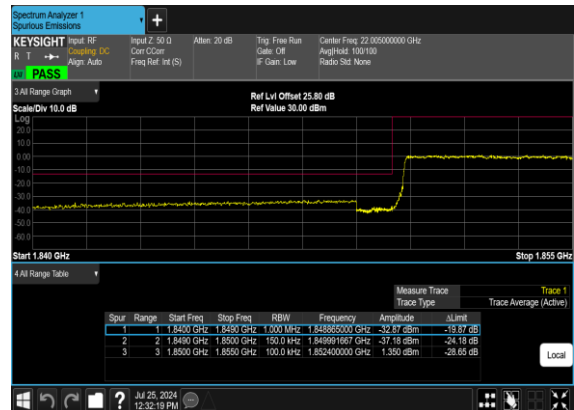 Spectrum Analyzer 1
Spurious Emissions
KEYSIGHT Input: RF Input Z: 50 Ω Atten: 20 dB Trig: Free Run Center Freq: 22.005000000 GHz
R T Coupling: DC Corr CCorr Gate: Off Avg|Hold: 100/100
Align: Auto Freq Ref: Int (S) IF Gain: Low Radio Std: None
PASS
3 All Range Graph Ref Lvl Offset 25.80 dB
Scale/Div 10.0 dB Ref Value 30.00 dBm
Log
20.0
10.0
0.00
-10.0
-20.0
-30.0
-40.0
-50.0
-60.0
Start 1.840 GHz Stop 1.855 GHz
4 All Range Table
Measure Trace Trace 1
Trace Type Trace Average (Active)
Spur Range Start Freq Stop Freq RBW Frequency Amplitude ΔLimit
1 1 1.8400 GHz 1.8490 GHz 1.000 MHz 1.848865000 GHz -32.87 dBm -19.87 dB
2 2 1.8490 GHz 1.8500 GHz 150.0 kHz 1.849991667 GHz -37.18 dBm -24.18 dB
3 3 1.8500 GHz 1.8550 GHz 100.0 kHz 1.852400000 GHz 1.350 dBm -28.65 dB
Local
Jul 25, 2024
12:32:19 PM